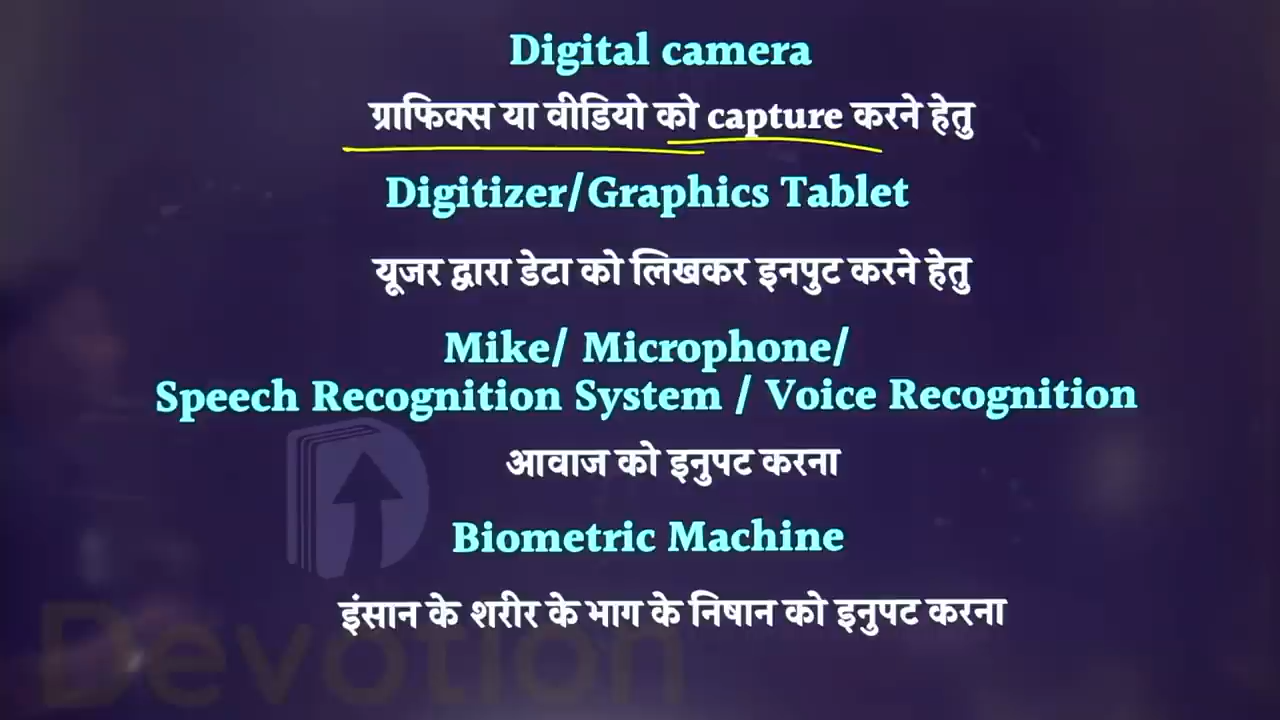 Digital camera
ग्राफिक्स या वीडियो को capture करने हेतु
Digitizer/Graphics Tablet
यूजर द्वारा डेटा को लिखकर इनपुट करने हेतु
Mike/ Microphone/
Speech Recognition System / Voice Recognition
आवाज को इनुपट करना
Biometric Machine
इंसान के शरीर के भाग के निषान को इनुपट करना
Devotion